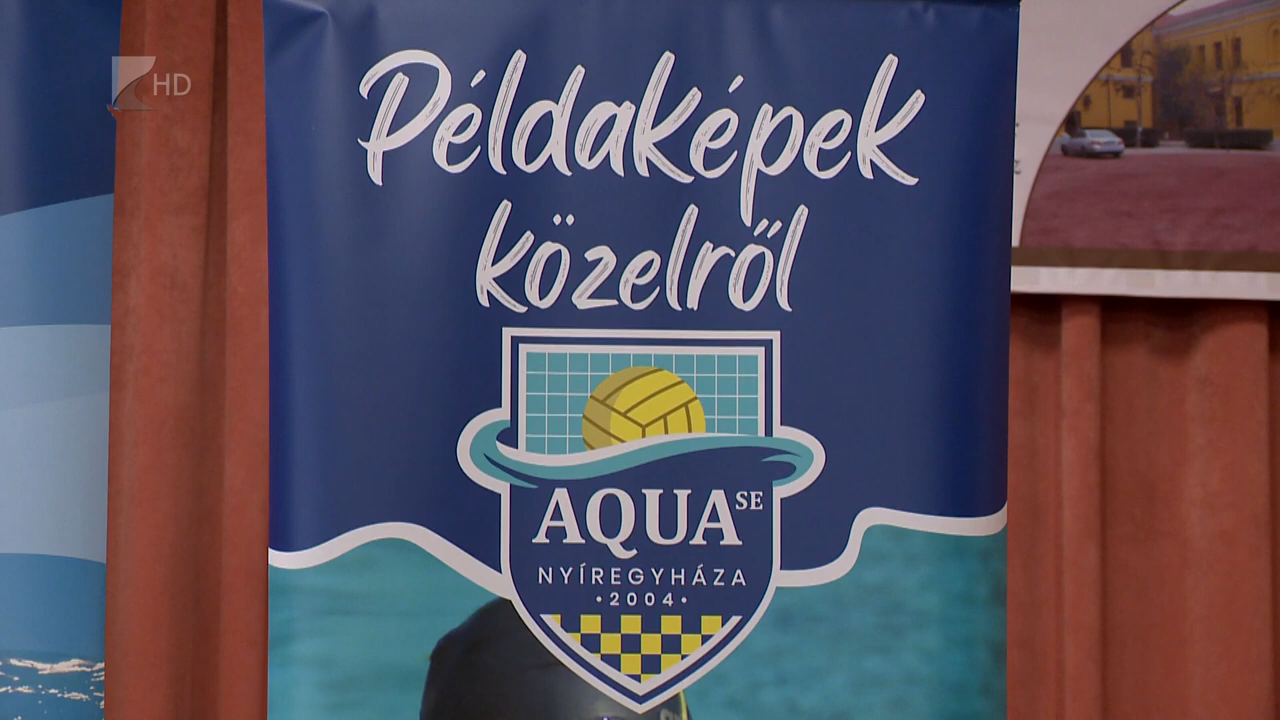 HD
Példaképek
közelről
AQUA SE
NYÍREGYHÁZA
•2004•